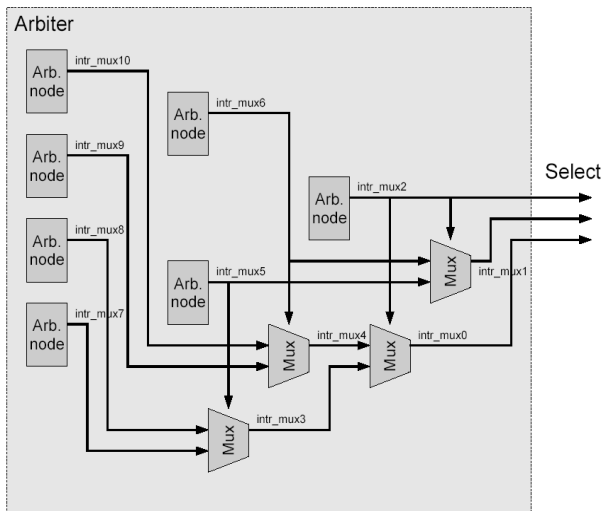 Arbiter
Arb.
node
intr_mux10
Arb.
node
intr_mux9
Arb.
node
intr_mux8
Arb.
node
intr_mux7
Arb.
node
intr_mux6
Arb.
node
intr_mux5
Arb.
node
intr_mux2
Select
Mux
intr_mux1
Mux
intr_mux4
Mux
intr_mux0
Mux
intr_mux3